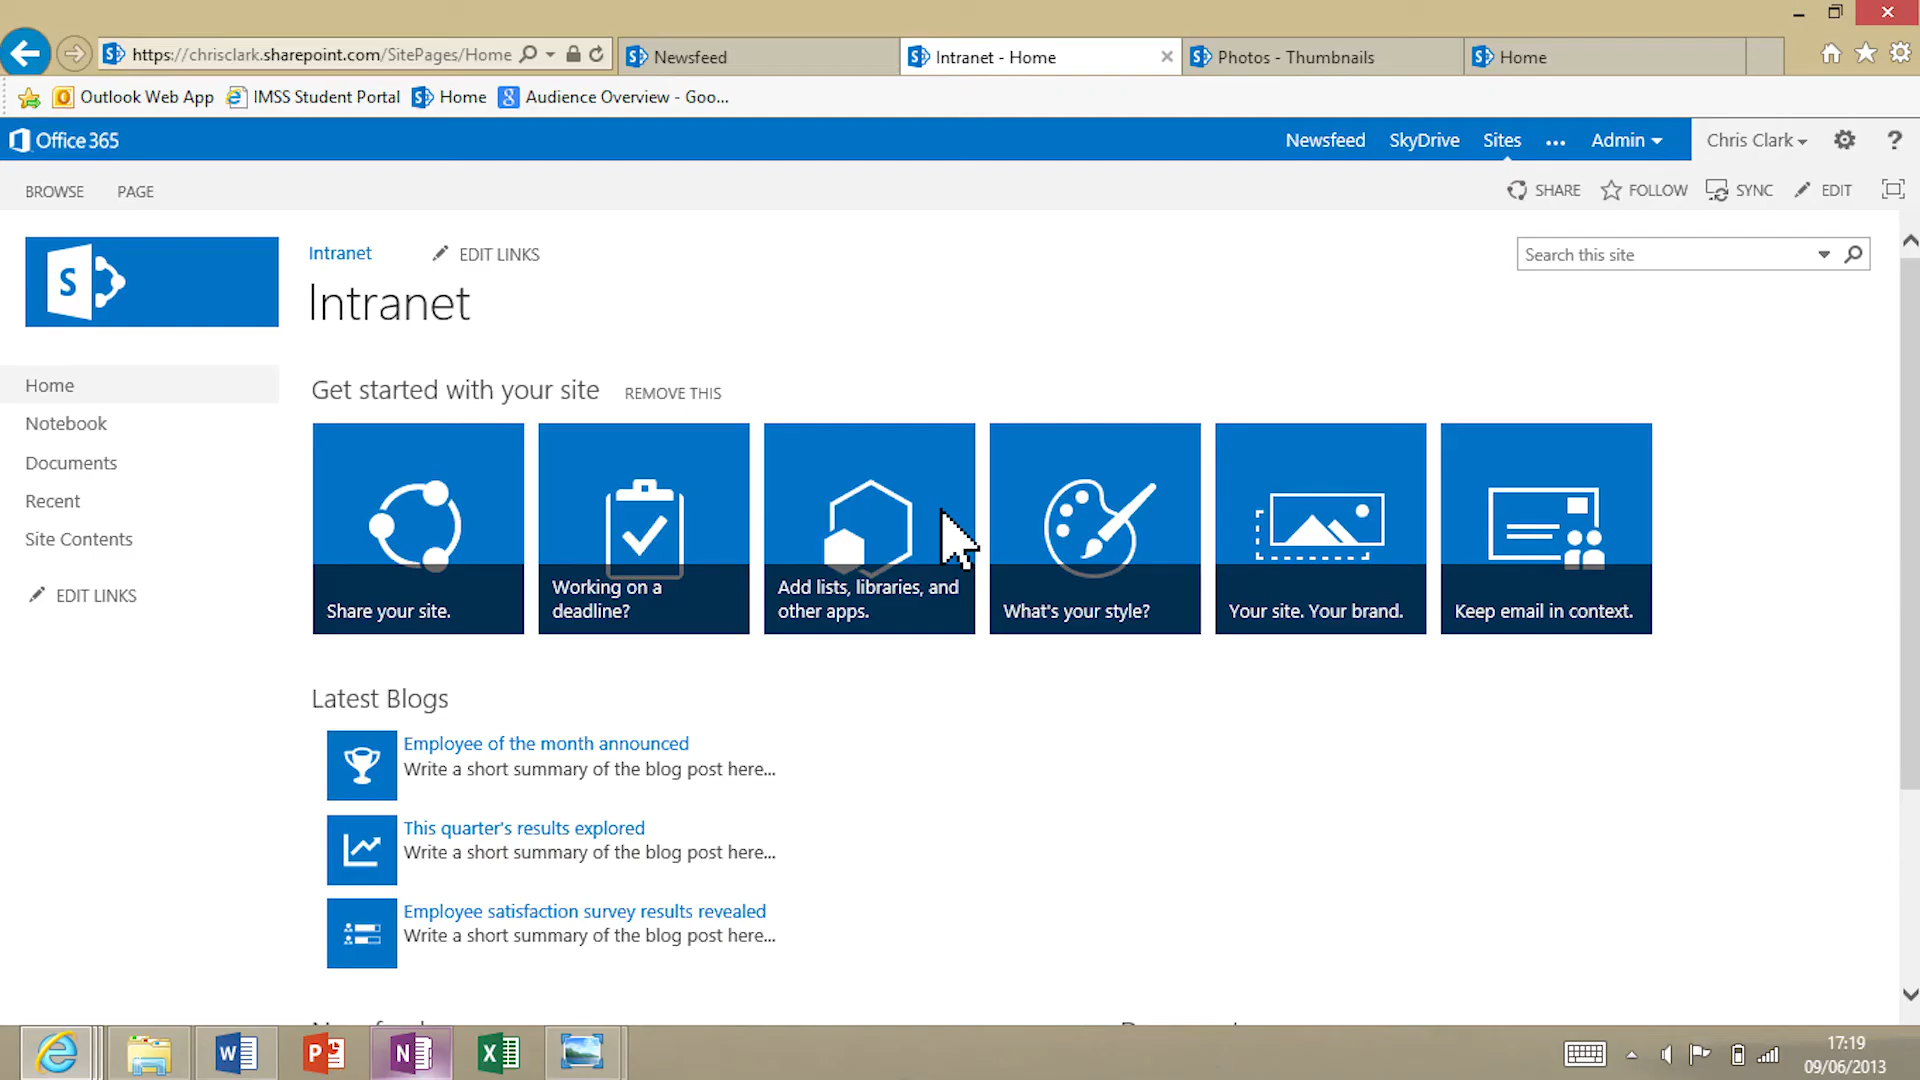 https://chrisclark.sharepoint.com/SitePages/Home
Newsfeed
Intranet - Home
Photos - Thumbnails
Home
Outlook Web App
IMSS Student Portal
Home
Audience Overview - Goo...
Office 365
Newsfeed
SkyDrive
Sites
...
Admin
Chris Clark
?
BROWSE
PAGE
SHARE
FOLLOW
SYNC
EDIT
S
Intranet
EDIT LINKS
Search this site
Intranet
Get started with your site
REMOVE THIS
Home
Notebook
Documents
Recent
Site Contents
EDIT LINKS
Share your site.
Working on a
deadline?
Add lists, libraries, and
other apps.
What's your style?
Your site. Your brand.
Keep email in context.
Latest Blogs
Employee of the month announced
Write a short summary of the blog post here...
This quarter's results explored
Write a short summary of the blog post here...
Employee satisfaction survey results revealed
Write a short summary of the blog post here...
17:19
09/06/2013